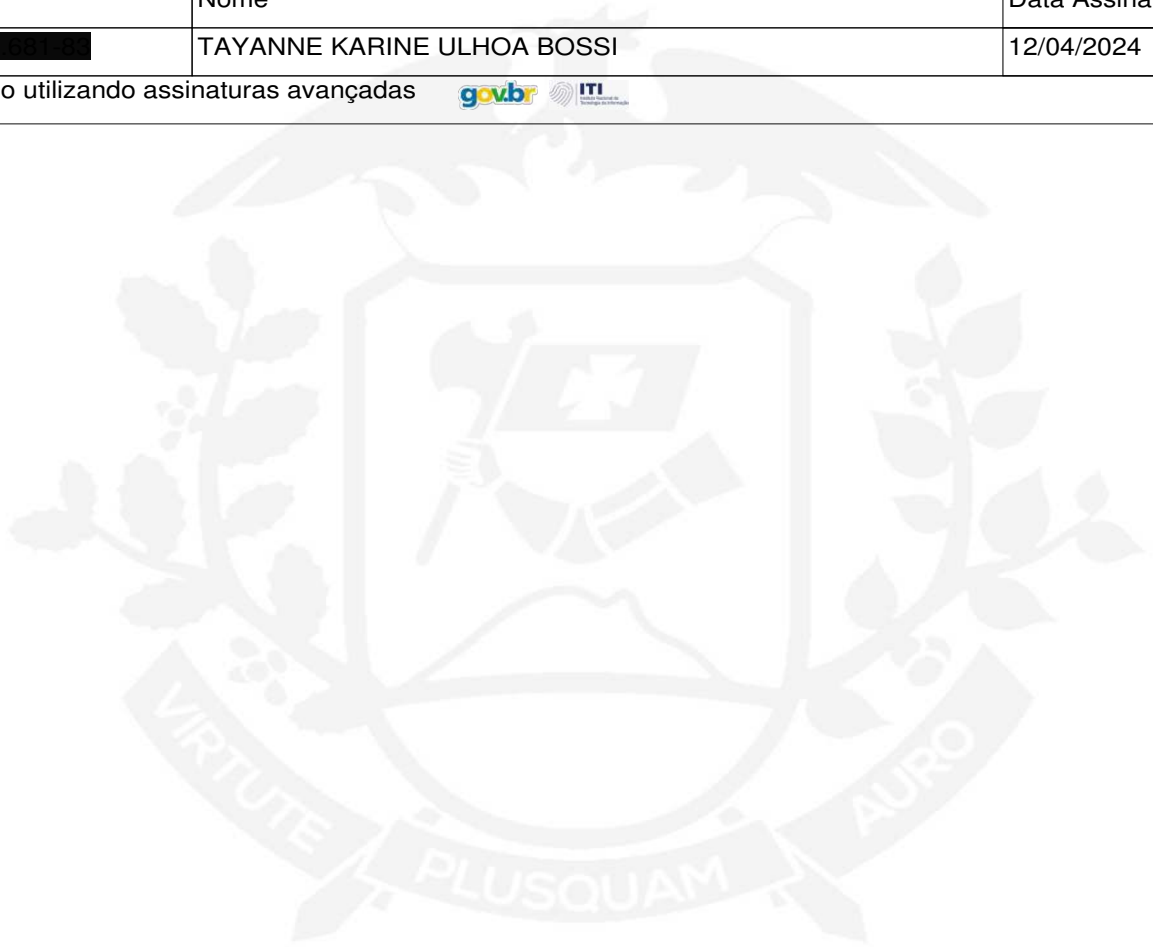 Nome Data Assina
TAYANNE KARINE ULHOA BOSSI 12/04/2024
o utilizando assinaturas avançadas gov.br ITI
VIRTUTE PLUSQUAM AURO